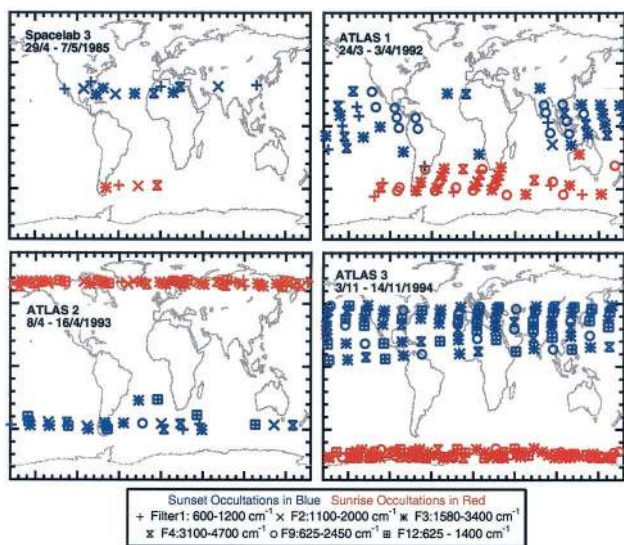 Spacelab 3
29/4 - 7/5/1985
ATLAS 1
24/3 - 3/4/1992
ATLAS 2
8/4 - 16/4/1993
ATLAS 3
3/11 - 14/11/1994
Sunset Occultations in Blue Sunrise Occultations in Red
+ Filter1: 600-1200 cm⁻¹ × F2:1100-2000 cm⁻¹ ⁎ F3:1580-3400 cm⁻¹
⧖ F4:3100-4700 cm⁻¹ ○ F9:625-2450 cm⁻¹ ⊞ F12:625 - 1400 cm⁻¹